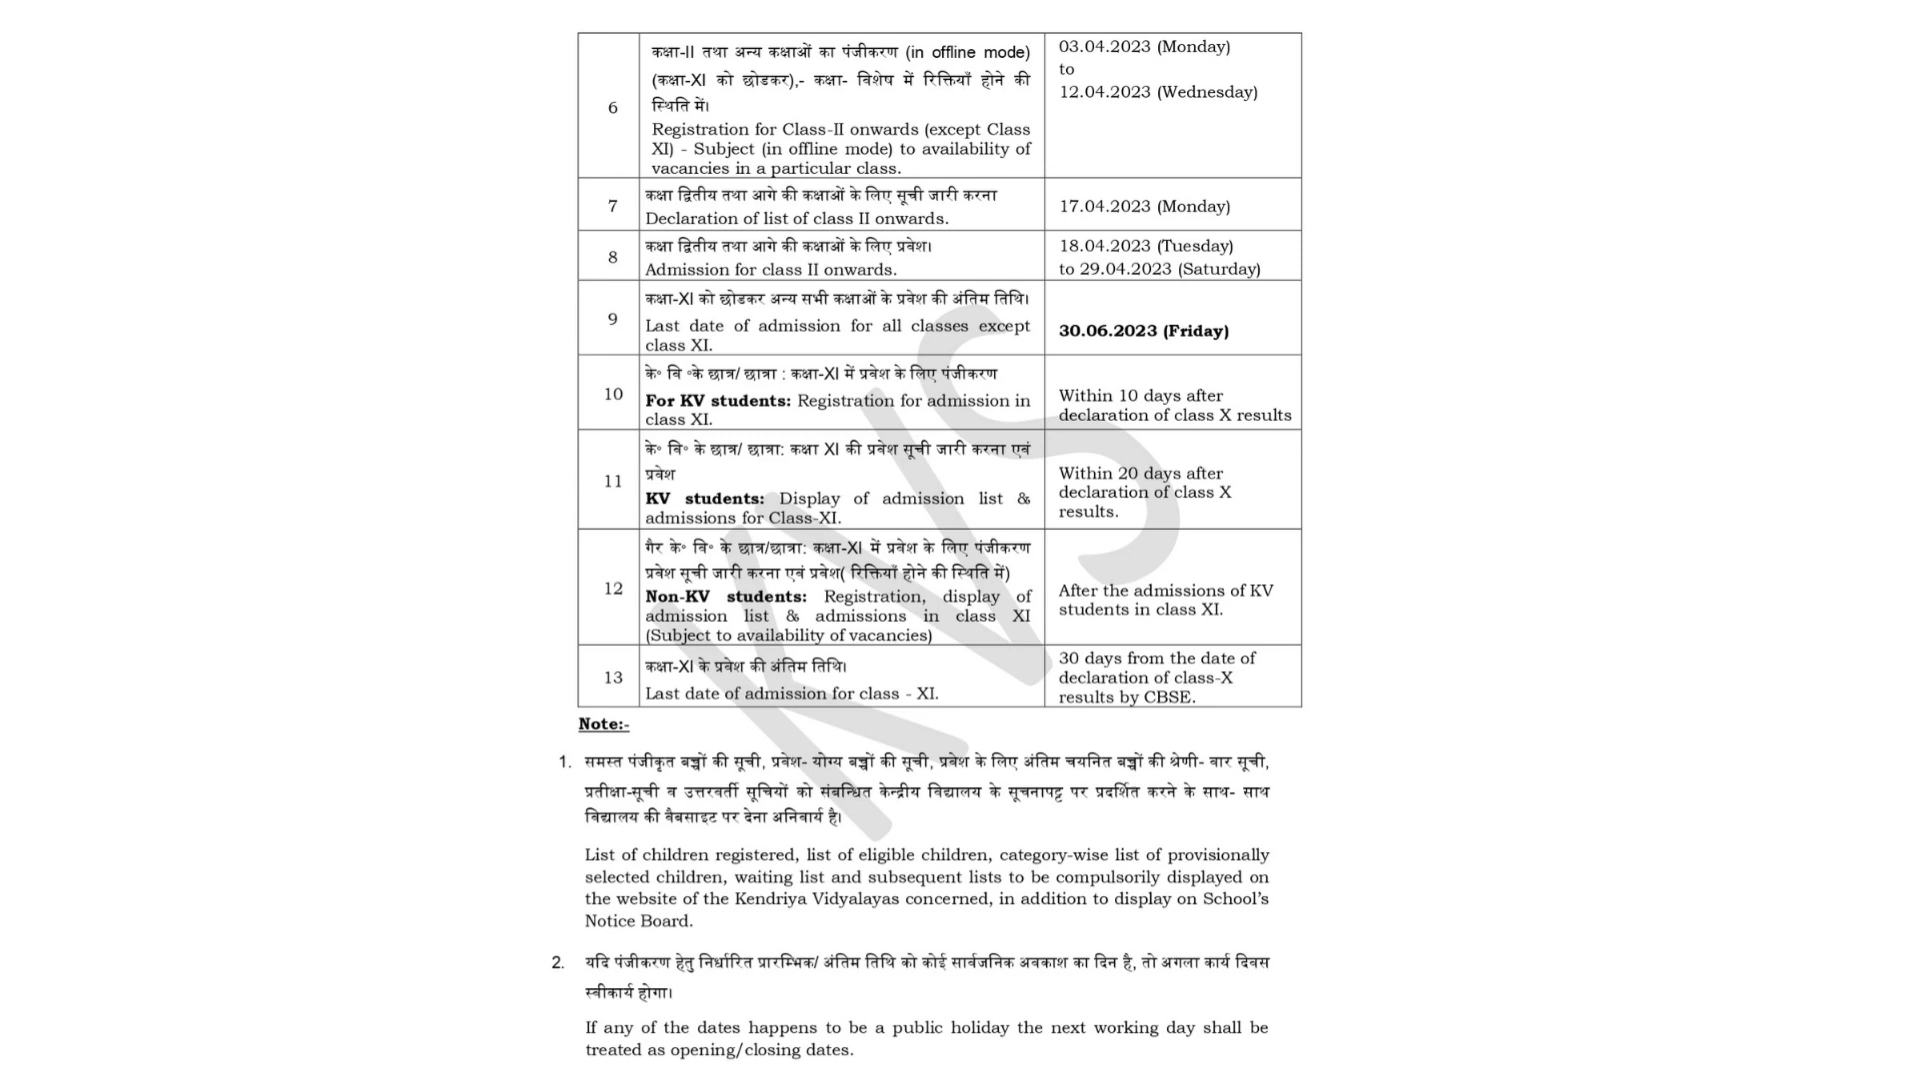 6
कक्षा-II तथा अन्य कक्षाओं का पंजीकरण (in offline mode)
(कक्षा-XI को छोडकर),- कक्षा- विशेष में रिक्तियाँ होने की
स्थिति में।
Registration for Class-II onwards (except Class
XI) - Subject (in offline mode) to availability of
vacancies in a particular class.
03.04.2023 (Monday)
to
12.04.2023 (Wednesday)
7
कक्षा द्वितीय तथा आगे की कक्षाओं के लिए सूची जारी करना
Declaration of list of class II onwards.
17.04.2023 (Monday)
8
कक्षा द्वितीय तथा आगे की कक्षाओं के लिए प्रवेश।
Admission for class II onwards.
18.04.2023 (Tuesday)
to 29.04.2023 (Saturday)
9
कक्षा-XI को छोडकर अन्य सभी कक्षाओं के प्रवेश की अंतिम तिथि।
Last date of admission for all classes except
class XI.
30.06.2023 (Friday)
10
के॰ वि ॰के छात्र/ छात्रा : कक्षा-XI में प्रवेश के लिए पंजीकरण
For KV students: Registration for admission in
class XI.
Within 10 days after
declaration of class X results
11
के॰ वि॰ के छात्र/ छात्रा: कक्षा XI की प्रवेश सूची जारी करना एवं
प्रवेश
KV students: Display of admission list &
admissions for Class-XI.
Within 20 days after
declaration of class X
results.
12
गैर के॰ वि॰ के छात्र/छात्रा: कक्षा-XI में प्रवेश के लिए पंजीकरण
प्रवेश सूची जारी करना एवं प्रवेश( रिक्तियाँ होने की स्थिति में)
Non-KV students: Registration, display of
admission list & admissions in class XI
(Subject to availability of vacancies)
After the admissions of KV
students in class XI.
13
कक्षा-XI के प्रवेश की अंतिम तिथि।
Last date of admission for class - XI.
30 days from the date of
declaration of class-X
results by CBSE.
KVS
Note:-
1. समस्त पंजीकृत बच्चों की सूची, प्रवेश- योग्य बच्चों की सूची, प्रवेश के लिए अंतिम चयनित बच्चों की श्रेणी- वार सूची,
प्रतीक्षा-सूची व उत्तरवर्ती सूचियों को संबन्धित केन्द्रीय विद्यालय के सूचनापट्ट पर प्रदर्शित करने के साथ- साथ
विद्यालय की वैबसाइट पर देना अनिवार्य है।
List of children registered, list of eligible children, category-wise list of provisionally
selected children, waiting list and subsequent lists to be compulsorily displayed on
the website of the Kendriya Vidyalayas concerned, in addition to display on School's
Notice Board.
2. यदि पंजीकरण हेतु निर्धारित प्रारम्भिक/ अंतिम तिथि को कोई सार्वजनिक अवकाश का दिन है, तो अगला कार्य दिवस
स्वीकार्य होगा।
If any of the dates happens to be a public holiday the next working day shall be
treated as opening/closing dates.